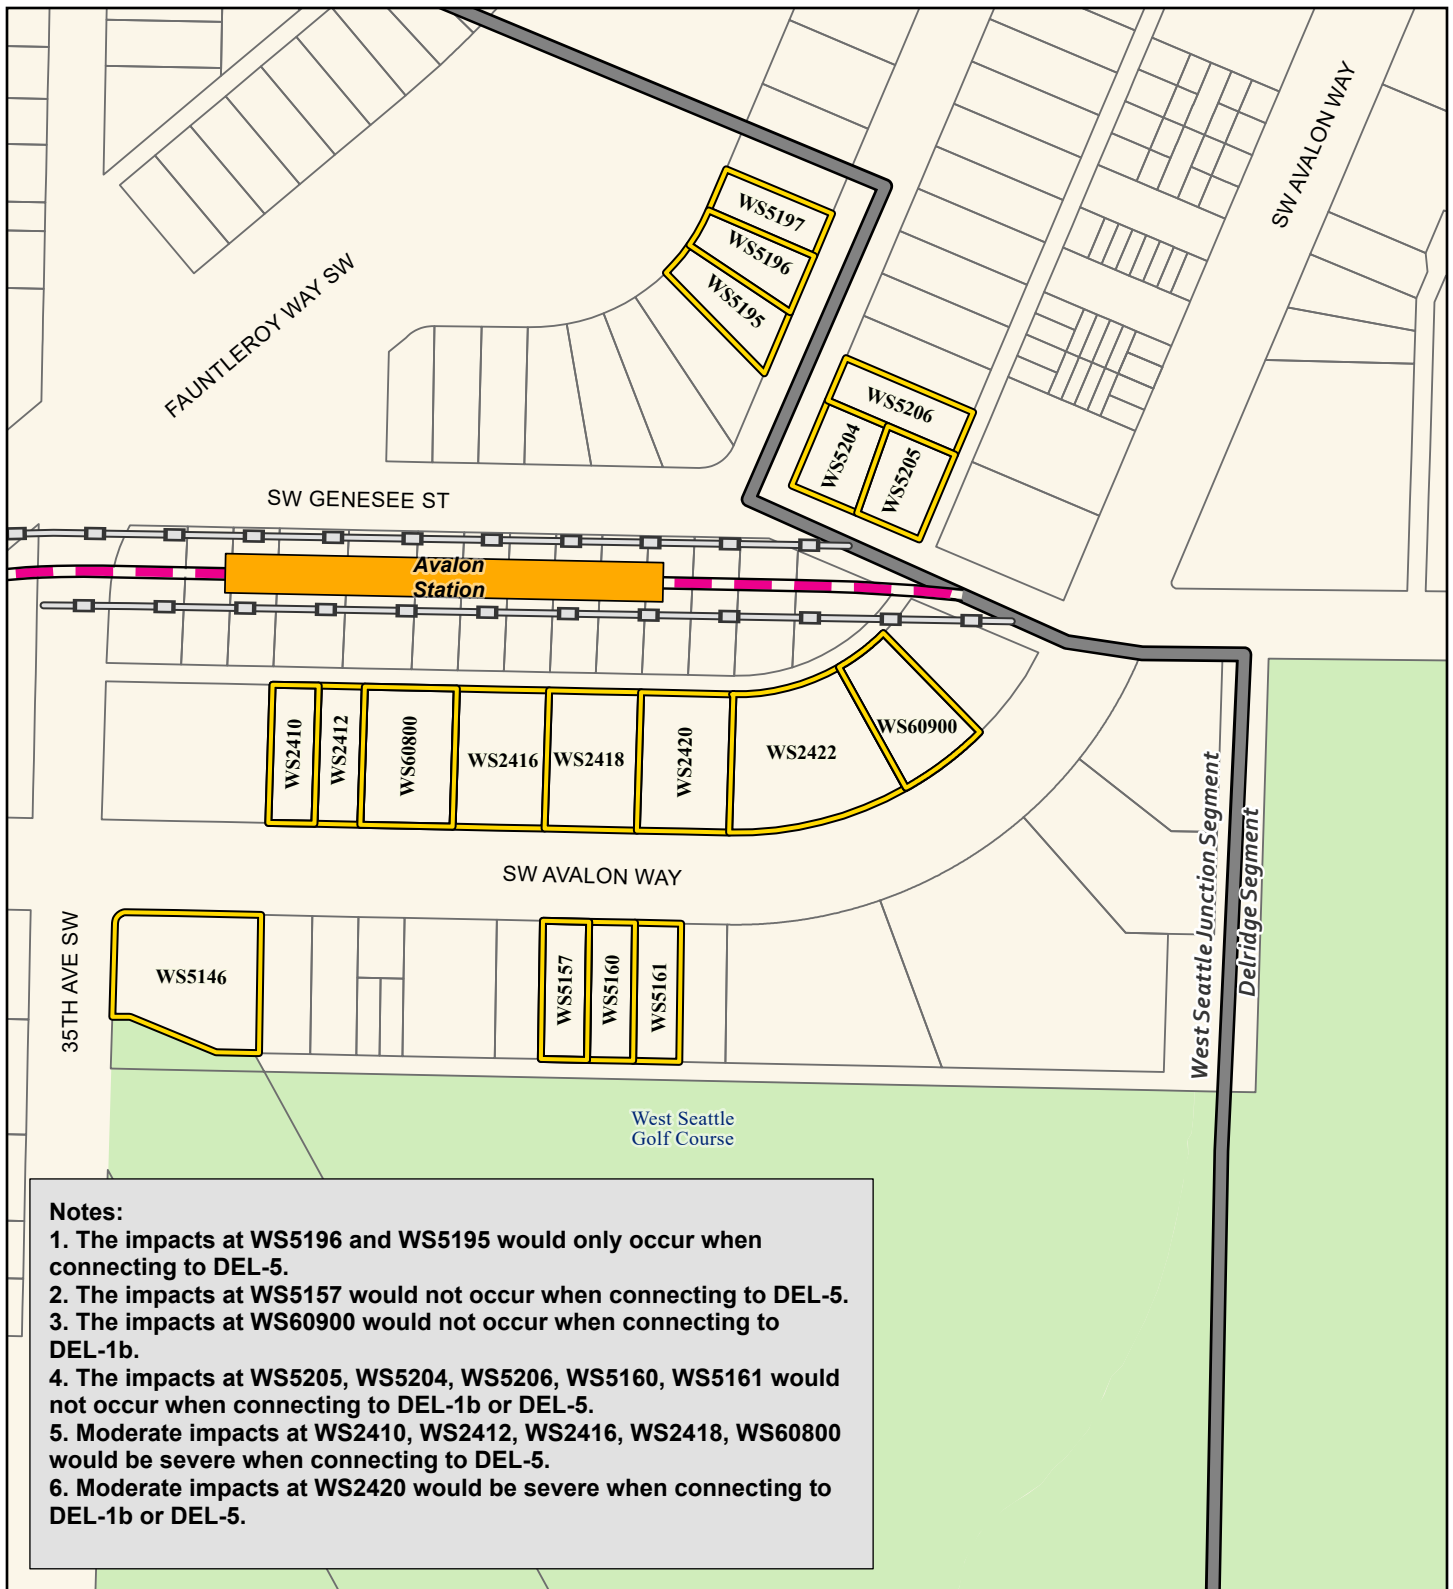 SW AVALON WAY
WS5197
WS5196
WS5195
FAUNTLEROY WAY SW
WS5206
WS5204
WS5205
SW GENESEE ST
Avalon
Station
WS2410
WS2412
WS60800
WS2416
WS2418
WS2420
WS2422
WS60900
SW AVALON WAY
West Seattle Junction Segment
Delridge Segment
35TH AVE SW
WS5146
WS5157
WS5160
WS5161
West Seattle
Golf Course
Notes:
1. The impacts at WS5196 and WS5195 would only occur when
connecting to DEL-5.
2. The impacts at WS5157 would not occur when connecting to DEL-5.
3. The impacts at WS60900 would not occur when connecting to
DEL-1b.
4. The impacts at WS5205, WS5204, WS5206, WS5160, WS5161 would
not occur when connecting to DEL-1b or DEL-5.
5. Moderate impacts at WS2410, WS2412, WS2416, WS2418, WS60800
would be severe when connecting to DEL-5.
6. Moderate impacts at WS2420 would be severe when connecting to
DEL-1b or DEL-5.